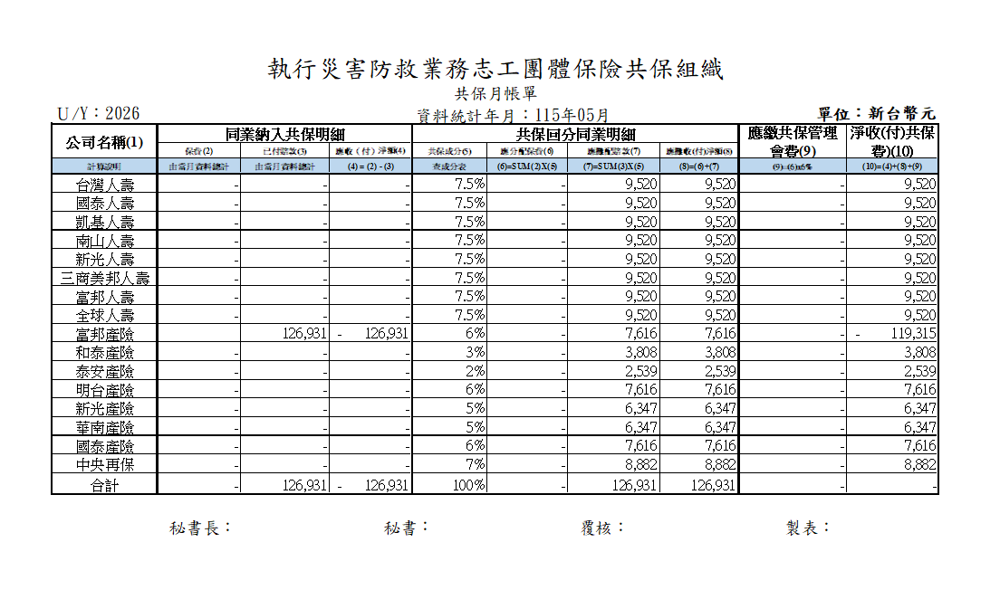 執行災害防救業務志工團體保險共保組織
共保月帳單
U/Y：2026 資料統計年月：115年05月 單位：新台幣元
公司名稱(1) 同業納入共保明細 共保回分同業明細 應繳共保管理會費(9) 淨收(付)共保費)(10)
保費(2) 已付賠款(3) 應收（付）淨額(4) 共保成分(5) 應分配保費(6) 應攤配賠款(7) 應攤收(付)淨額(8)
計算說明 由當月資料總計 由當月資料總計 (4) = (2) - (3) 查成分表 (6)=SUM(2)X(5) (7)=SUM(3)X(5) (8)=(6)+(7) (9)=(6)x6% (10)=(4)+(8)+(9)
台灣人壽 - - - 7.5% - 9,520 9,520 - 9,520
國泰人壽 - - - 7.5% - 9,520 9,520 - 9,520
凱基人壽 - - - 7.5% - 9,520 9,520 - 9,520
南山人壽 - - - 7.5% - 9,520 9,520 - 9,520
新光人壽 - - - 7.5% - 9,520 9,520 - 9,520
三商美邦人壽 - - - 7.5% - 9,520 9,520 - 9,520
富邦人壽 - - - 7.5% - 9,520 9,520 - 9,520
全球人壽 - - - 7.5% - 9,520 9,520 - 9,520
富邦產險 - 126,931 - 126,931 6% - 7,616 7,616 - - 119,315
和泰產險 - - - 3% - 3,808 3,808 - 3,808
泰安產險 - - - 2% - 2,539 2,539 - 2,539
明台產險 - - - 6% - 7,616 7,616 - 7,616
新光產險 - - - 5% - 6,347 6,347 - 6,347
華南產險 - - - 5% - 6,347 6,347 - 6,347
國泰產險 - - - 6% - 7,616 7,616 - 7,616
中央再保 - - - 7% - 8,882 8,882 - 8,882
合計 - 126,931 - 126,931 100% - 126,931 126,931 - -
秘書長： 秘書： 覆核： 製表：